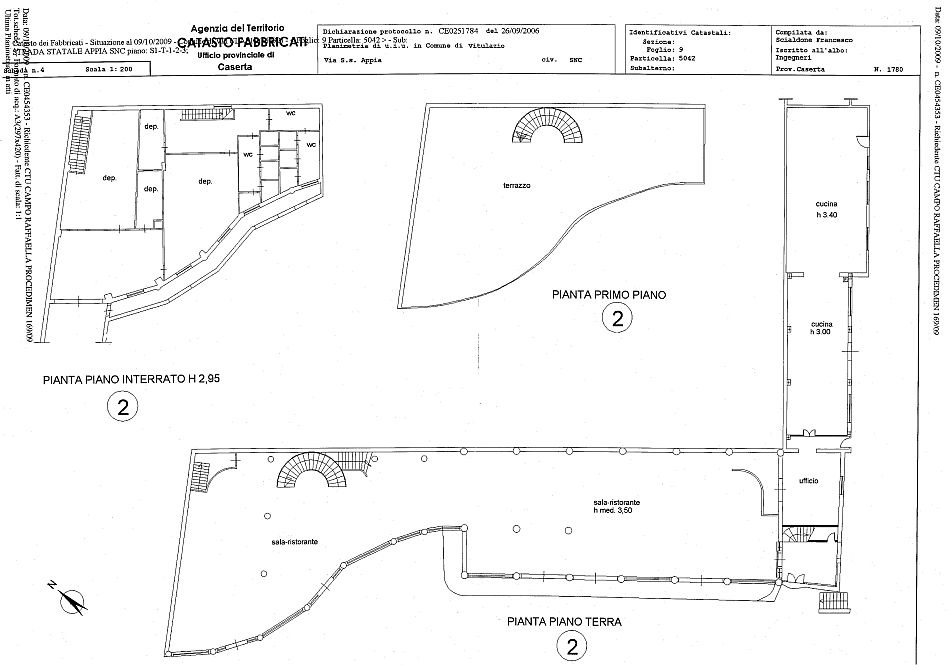 Agenzia del Territorio
CATASTO FABBRICATI
Ufficio provinciale di
Caserta
Dichiarazione protocollo n. CE0251784 del 26/09/2006
Planimetria di u.i.u. in Comune di Vitulazio
Via S.s. Appia civ. SNC
Identificativi Catastali:
Sezione:
Foglio: 9
Particella: 5042
Subalterno:
Compilata da:
Scialdone Francesco
Iscritto all'albo:
Ingegneri
Prov. Caserta N. 1780
Catasto dei Fabbricati - Situazione al 09/10/2009 -
9 Particella: 5042 > - Sub:
STRADA STATALE APPIA SNC piano: S1-T-1-2-3;
Scheda n.4 Scala 1: 200
Data: 09/10/2009 - n. CE0454353 - Richiedente CTU CAMPO RAFFAELLA PROCEDIMEN 169/09
Tot.schede Formato di acq.: A3(297x420) - Fatt. di scala: 1:1
Ultima Planimetria in atti
dep.
dep.
dep.
dep.
wc
wc
wc
PIANTA PIANO INTERRATO H 2,95
2
terrazzo
PIANTA PRIMO PIANO
2
cucina
h 3.40
cucina
h 3.00
ufficio
sala-ristorante
h med. 3,50
sala-ristorante
N
PIANTA PIANO TERRA
2
Data: 09/10/2009 - n. CE0454353 - Richiedente CTU CAMPO RAFFAELLA PROCEDIMEN 169/09